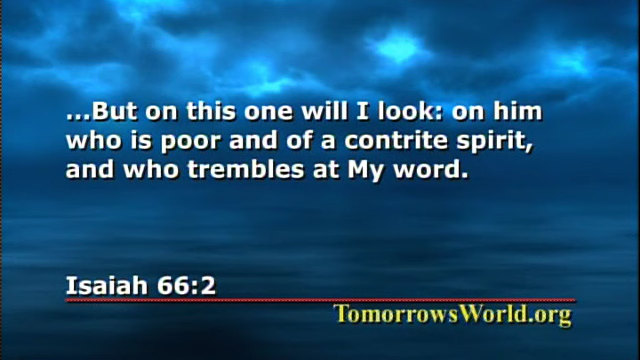 ...But on this one will I look: on him
who is poor and of a contrite spirit,
and who trembles at My word.
Isaiah 66:2
TomorrowsWorld.org